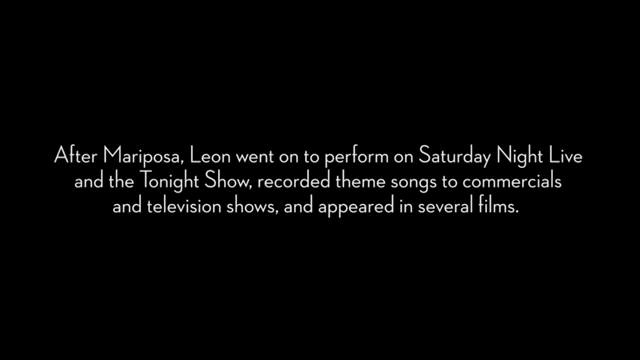 After Mariposa, Leon went on to perform on Saturday Night Live
and the Tonight Show, recorded theme songs to commercials
and television shows, and appeared in several films.